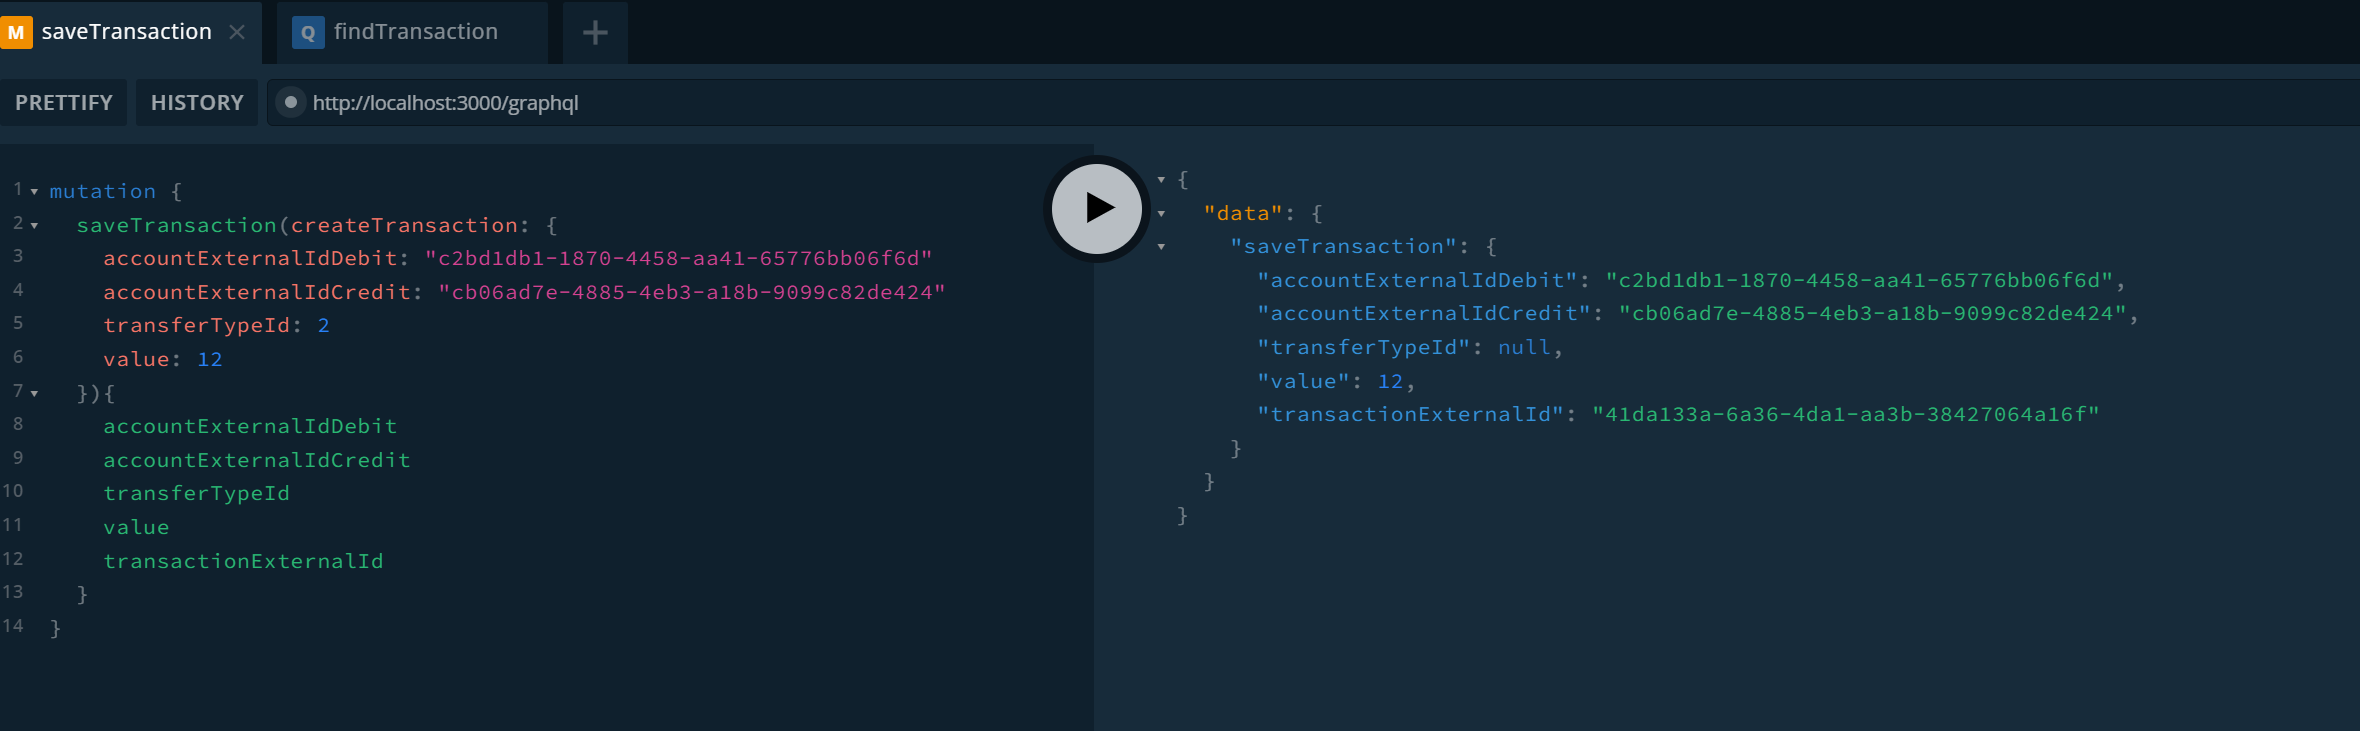 M saveTransaction ×
Q findTransaction
+
PRETTIFY HISTORY http://localhost:3000/graphql
1 mutation {
2 saveTransaction(createTransaction: {
3 accountExternalIdDebit: "c2bd1db1-1870-4458-aa41-65776bb06f6d"
4 accountExternalIdCredit: "cb06ad7e-4885-4eb3-a18b-9099c82de424"
5 transferTypeId: 2
6 value: 12
7 }){
8 accountExternalIdDebit
9 accountExternalIdCredit
10 transferTypeId
11 value
12 transactionExternalId
13 }
14 }
{
"data": {
"saveTransaction": {
"accountExternalIdDebit": "c2bd1db1-1870-4458-aa41-65776bb06f6d",
"accountExternalIdCredit": "cb06ad7e-4885-4eb3-a18b-9099c82de424",
"transferTypeId": null,
"value": 12,
"transactionExternalId": "41da133a-6a36-4da1-aa3b-38427064a16f"
}
}
}